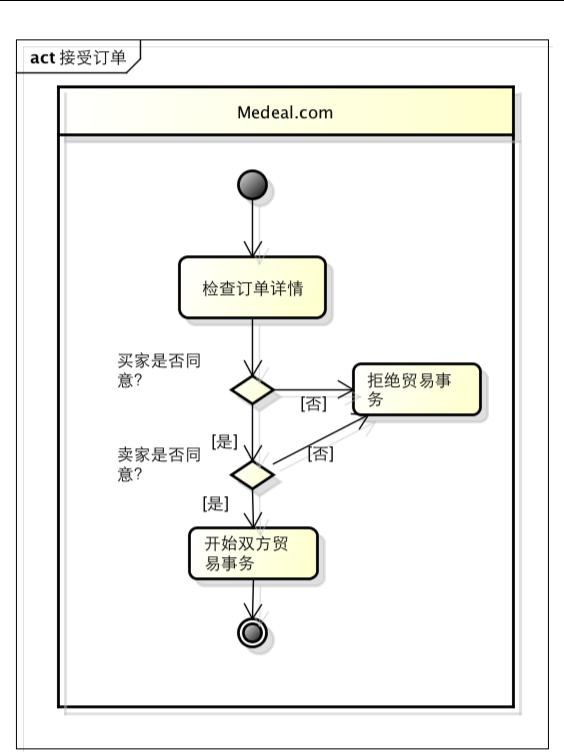 act 接受订单
Medeal.com
检查订单详情
买家是否同
意?
拒绝贸易事
务
[否]
[是]
[否]
卖家是否同
意?
[是]
开始双方贸
易事务